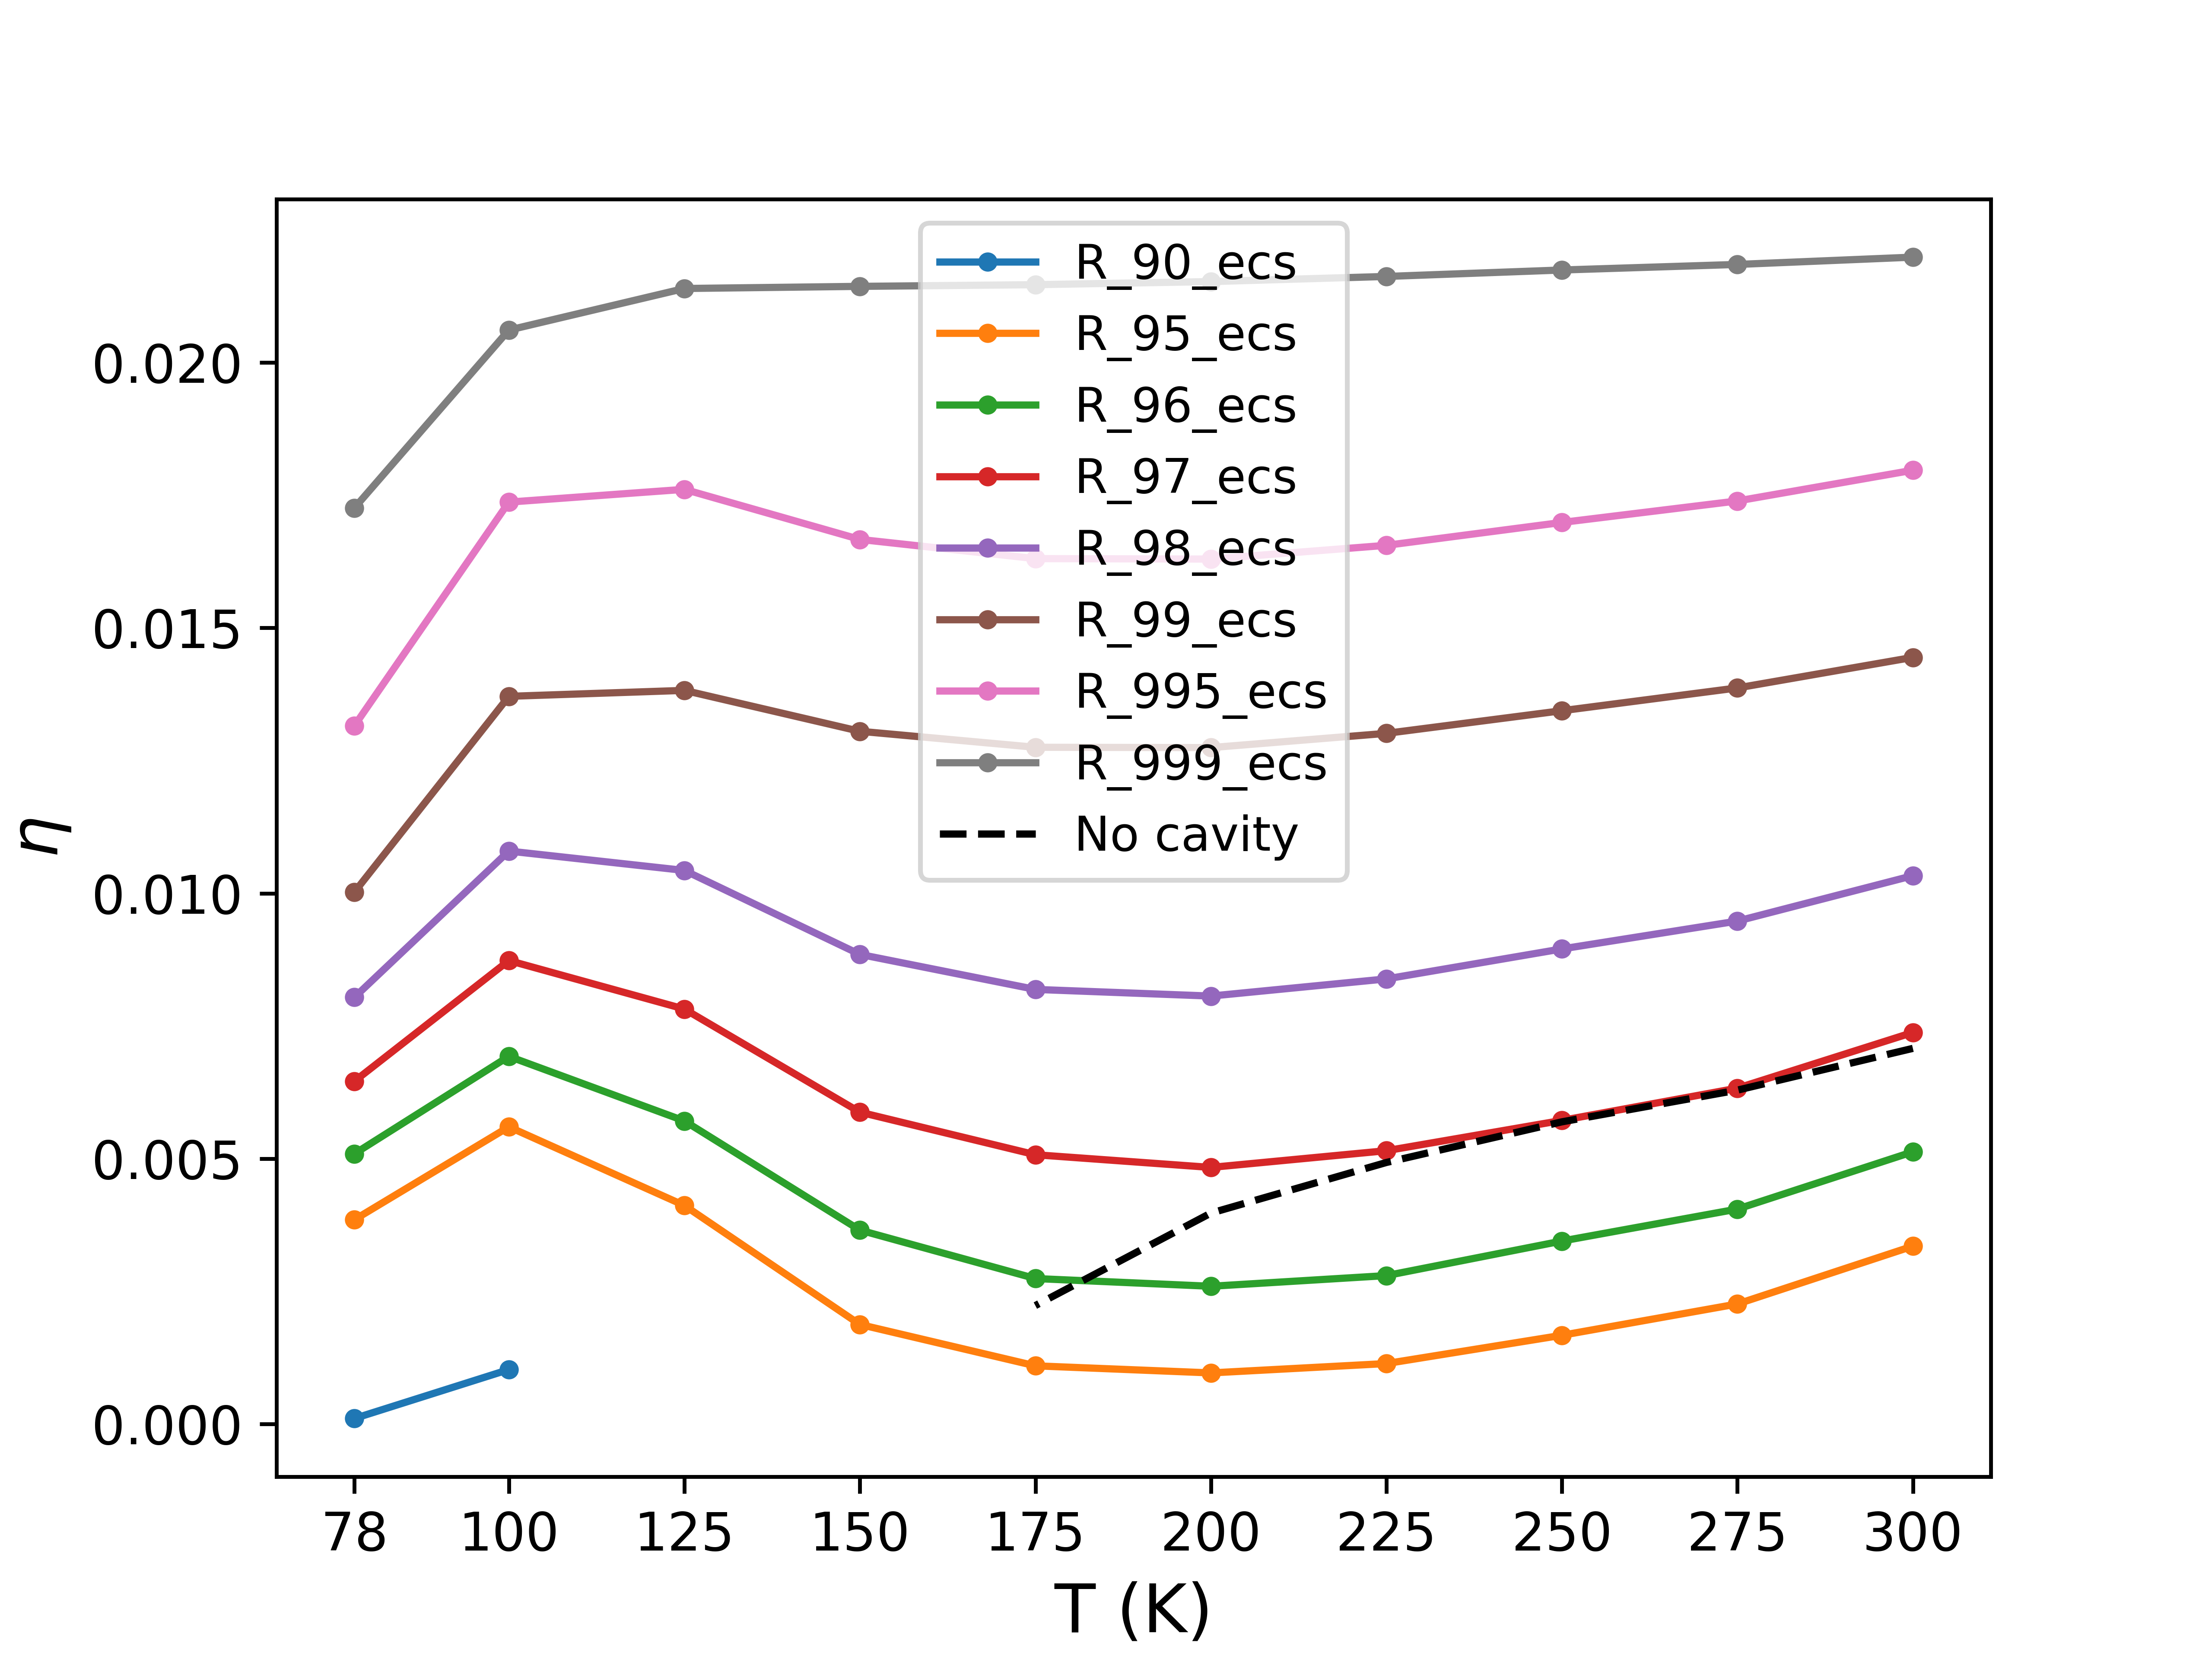 R_90_ecs
R_95_ecs
R_96_ecs
R_97_ecs
R_98_ecs
R_99_ecs
R_995_ecs
R_999_ecs
No cavity
0.020
0.015
0.010
0.005
0.000
η
78 100 125 150 175 200 225 250 275 300
T (K)